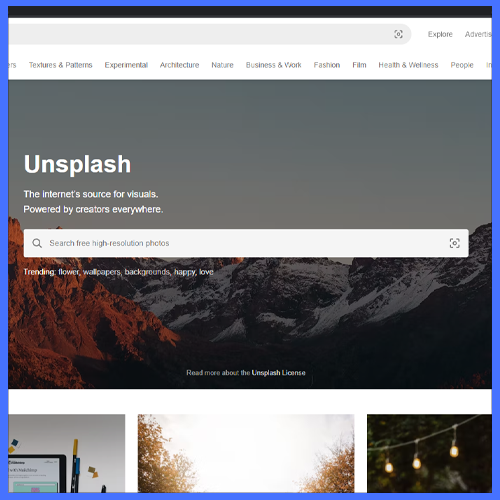 Explore Advertis
ers Textures & Patterns Experimental Architecture Nature Business & Work Fashion Film Health & Wellness People In
Unsplash
The internet's source for visuals.
Powered by creators everywhere.
Search free high-resolution photos
Trending: flower, wallpapers, backgrounds, happy, love
Read more about the Unsplash License